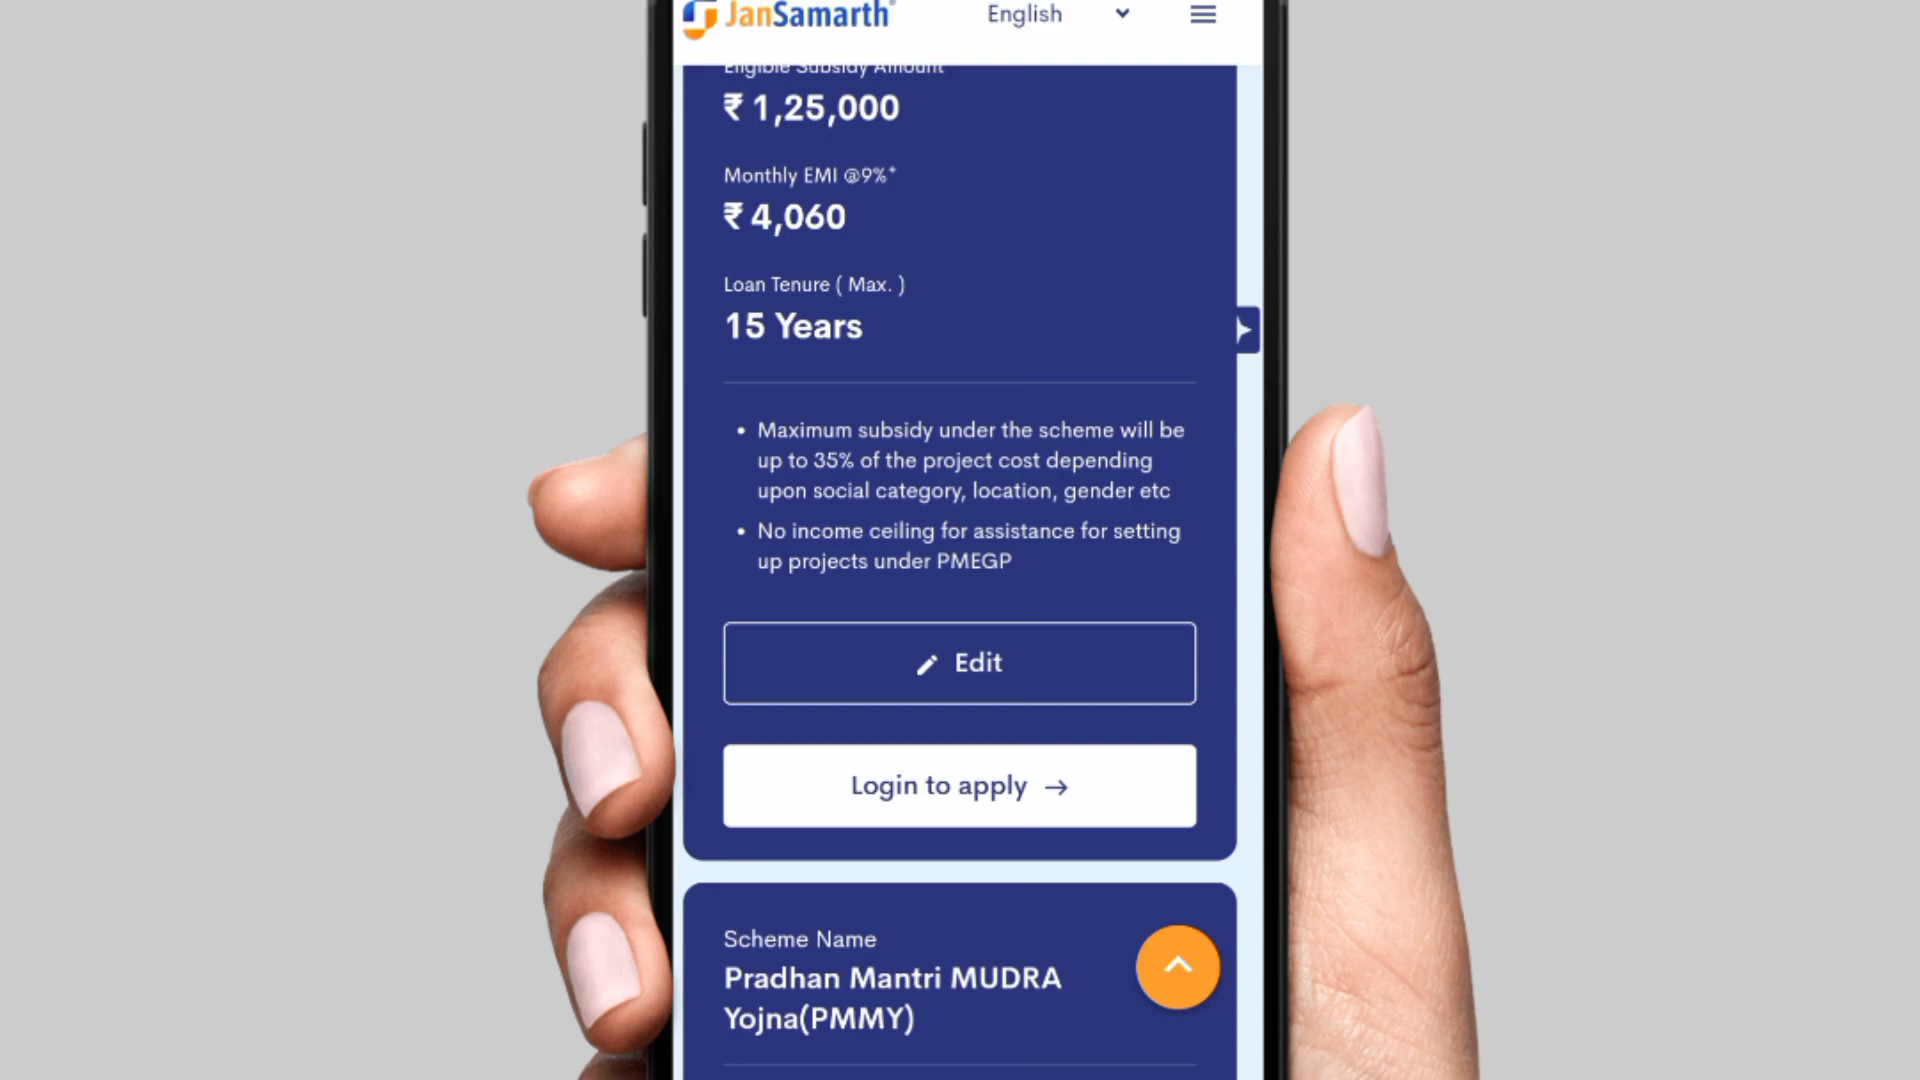 JanSamarth
English
Eligible Subsidy Amount
₹ 1,25,000
Monthly EMI @9%*
₹ 4,060
Loan Tenure ( Max. )
15 Years
• Maximum subsidy under the scheme will be
up to 35% of the project cost depending
upon social category, location, gender etc
• No income ceiling for assistance for setting
up projects under PMEGP
Edit
Login to apply →
Scheme Name
Pradhan Mantri MUDRA
Yojna(PMMY)